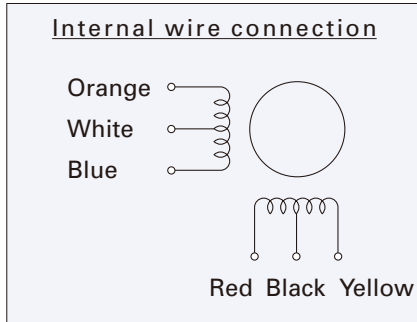 Internal wire connection
Orange
White
Blue
Red Black Yellow